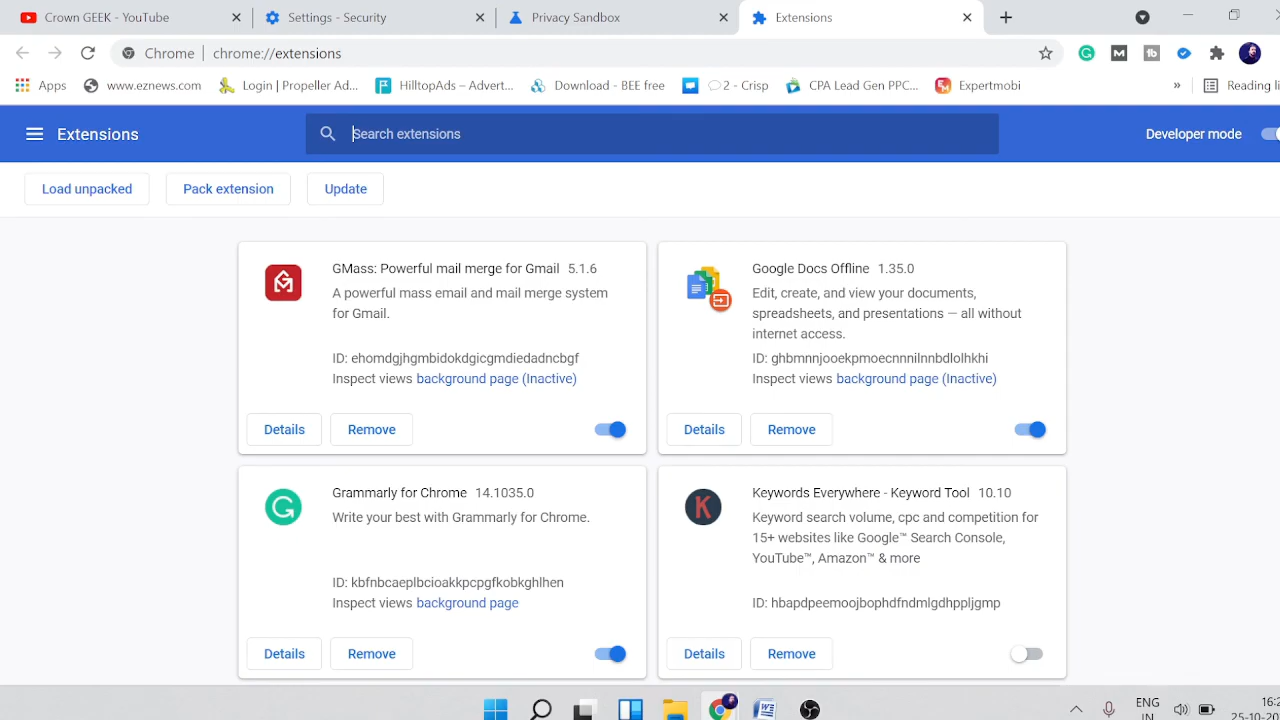 Crown GEEK - YouTube
Settings - Security
Privacy Sandbox
Extensions
Chrome
chrome://extensions
Apps
www.eznews.com
Login | Propeller Ad...
HilltopAds – Advert...
Download - BEE free
2 - Crisp
CPA Lead Gen PPC...
Expertmobi
»
Reading li
Extensions
Search extensions
Developer mode
Load unpacked
Pack extension
Update
GMass: Powerful mail merge for Gmail 5.1.6
A powerful mass email and mail merge system
for Gmail.
ID: ehomdgjhgmbidokdgicgmdiedadncbgf
Inspect views background page (Inactive)
Details
Remove
Google Docs Offline 1.35.0
Edit, create, and view your documents,
spreadsheets, and presentations — all without
internet access.
ID: ghbmnnjooekpmoecnnnilnnbdlolhkhi
Inspect views background page (Inactive)
Details
Remove
Grammarly for Chrome 14.1035.0
Write your best with Grammarly for Chrome.
ID: kbfnbcaeplbcioakkpcpgfkobkghlhen
Inspect views background page
Details
Remove
Keywords Everywhere - Keyword Tool 10.10
Keyword search volume, cpc and competition for
15+ websites like Google™ Search Console,
YouTube™, Amazon™ & more
ID: hbapdpeemoojbophdfndmlgdhppljgmp
Details
Remove
ENG
IN
16:2
25-10-20